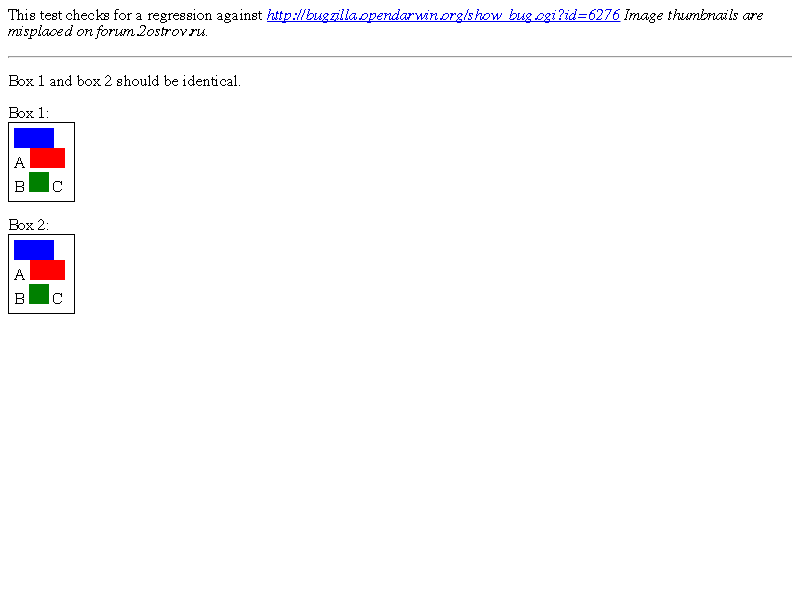 This test checks for a regression against http://bugzilla.opendarwin.org/show_bug.cgi?id=6276 Image thumbnails are
misplaced on forum.2ostrov.ru.
Box 1 and box 2 should be identical.
Box 1:
A
B C
Box 2:
A
B C